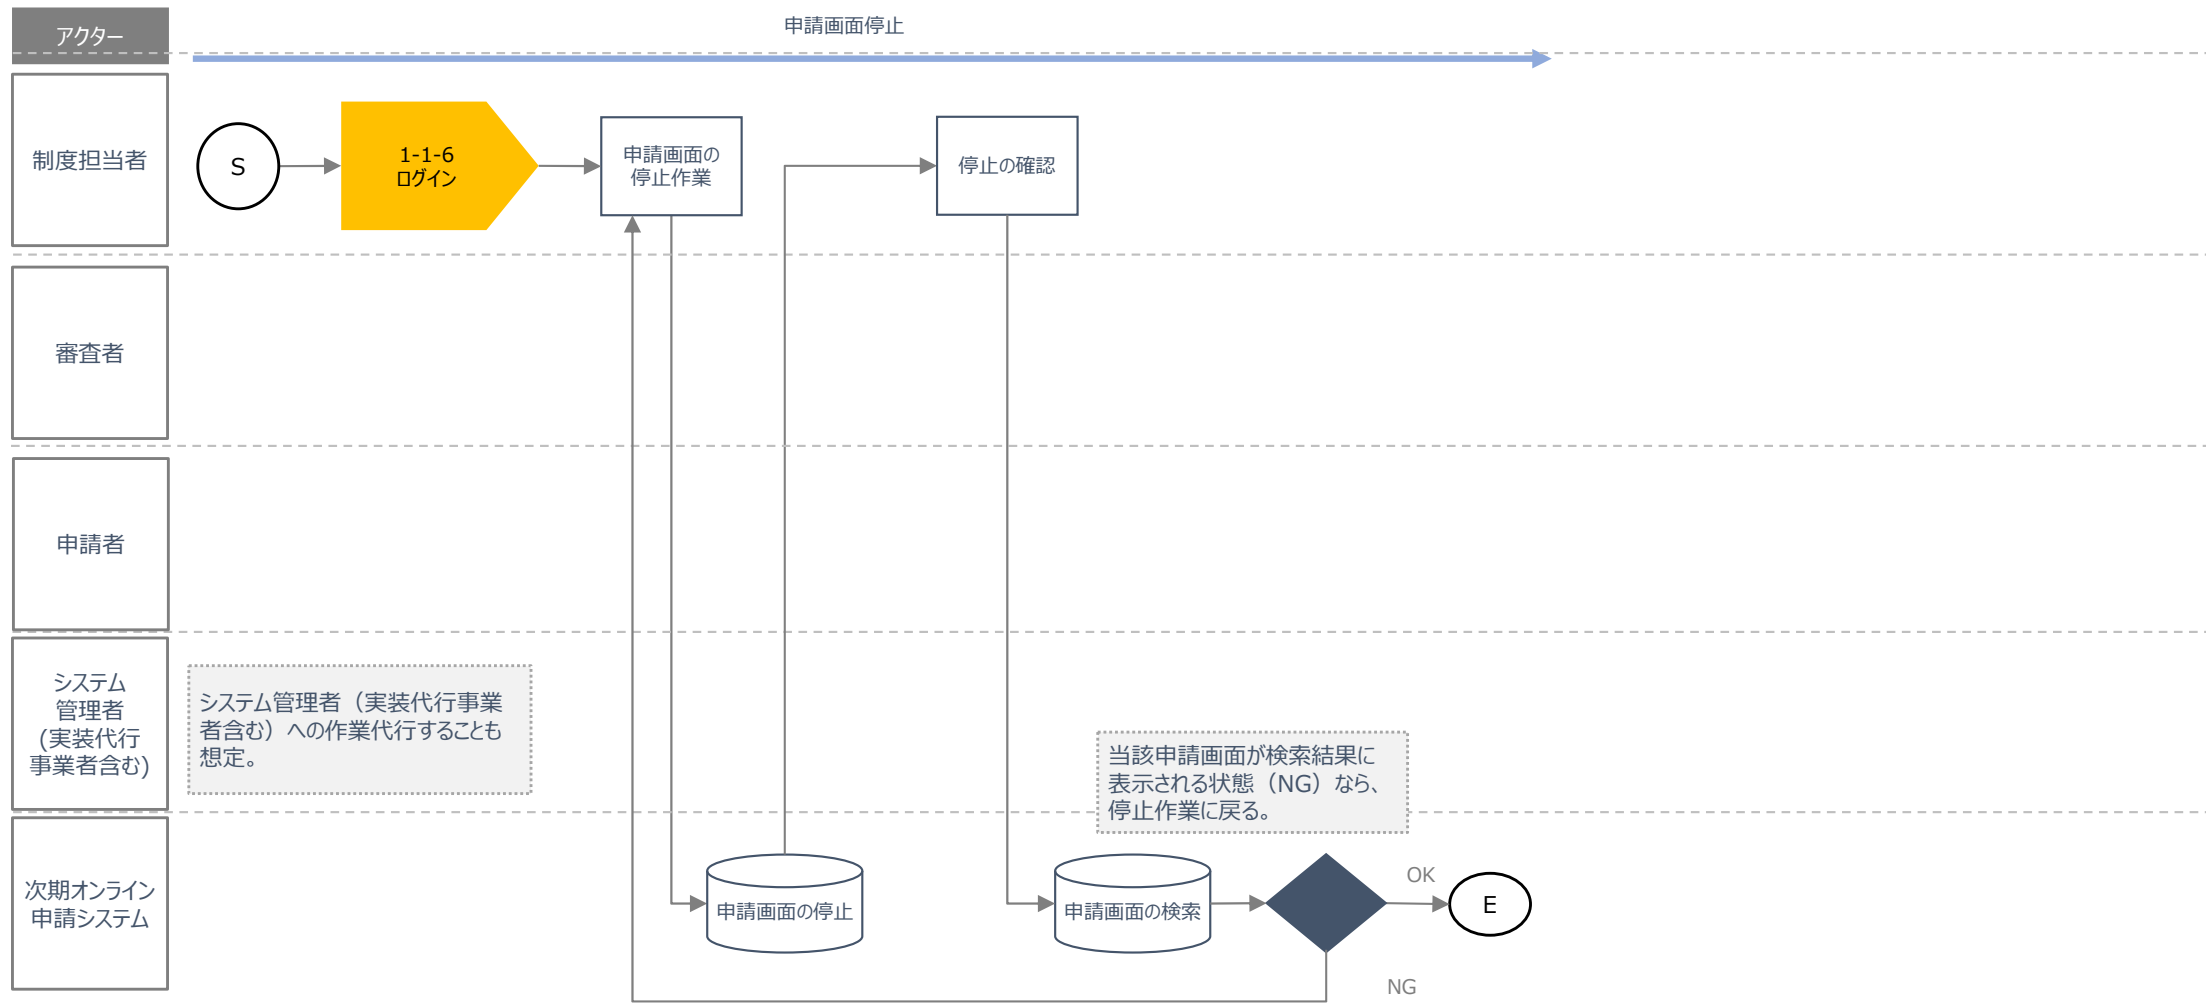 アクター
申請画面停止
制度担当者
S
1-1-6
ログイン
申請画面の
停止作業
停止の確認
審査者
申請者
システム
管理者
(実装代行
事業者含む)
システム管理者（実装代行事業
者含む）への作業代行することも
想定。
当該申請画面が検索結果に
表示される状態（NG）なら、
停止作業に戻る。
次期オンライン
申請システム
申請画面の停止
申請画面の検索
OK
E
NG